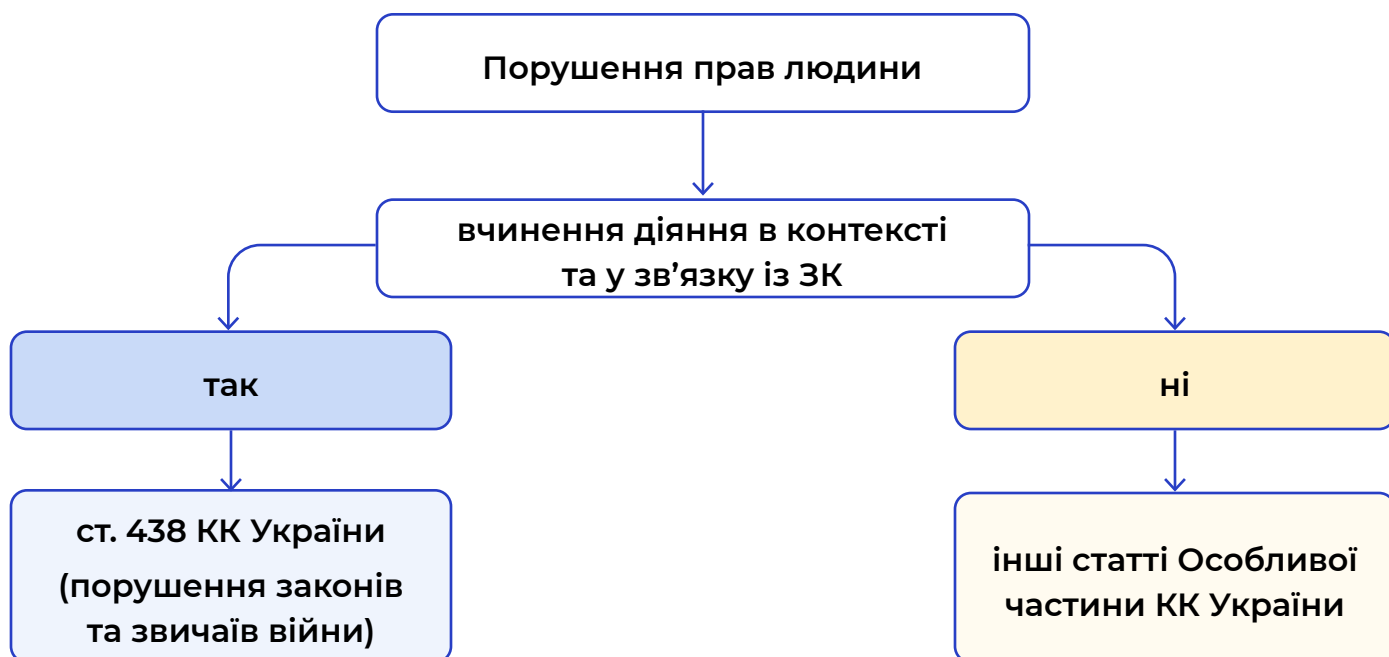 Порушення прав людини
вчинення діяння в контексті
та у зв’язку із ЗК
так
ні
ст. 438 КК України
(порушення законів
та звичаїв війни)
інші статті Особливої
частини КК України